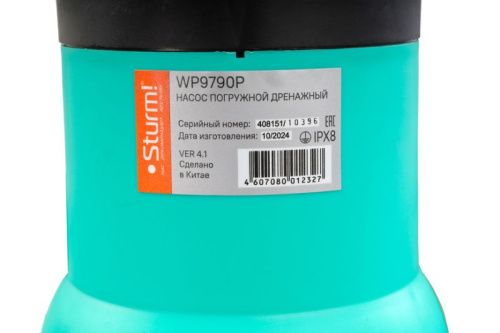 •Sturm!
WP9790P
НАСОС ПОГРУЖНОЙ ДРЕНАЖНЫЙ
Серийный номер: 408151/10396 EAC
Дата изготовления: 10/2024 IPX8
VER 4.1
Сделано
в Китае
4 607080 012327